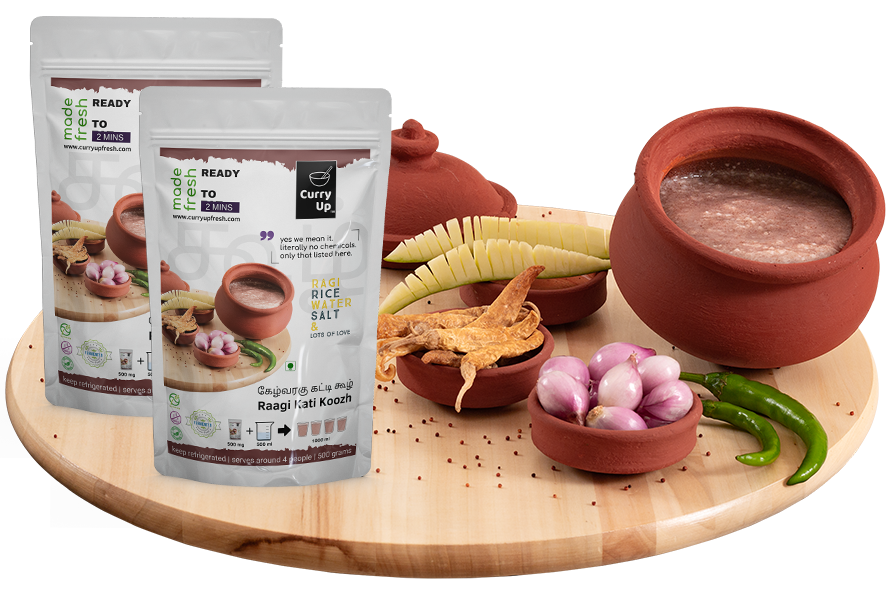 made
fresh
READY
TO
2 MINS
www.curryupfresh.com
made
fresh
READY
TO
2 MINS
www.curryupfresh.com
Curry
Up
yes we mean it.
literally no chemicals.
only that listed here.
RAGI
RICE
WATER
SALT
&
LOTS OF LOVE
கேழ்வரகு கட்டி கூழ்
Raagi Kati Koozh
500 mg
+
500 ml
1000 ml
keep refrigerated | serves around 4 people | 500 grams
500 mg
+
keep refrigerated | serves